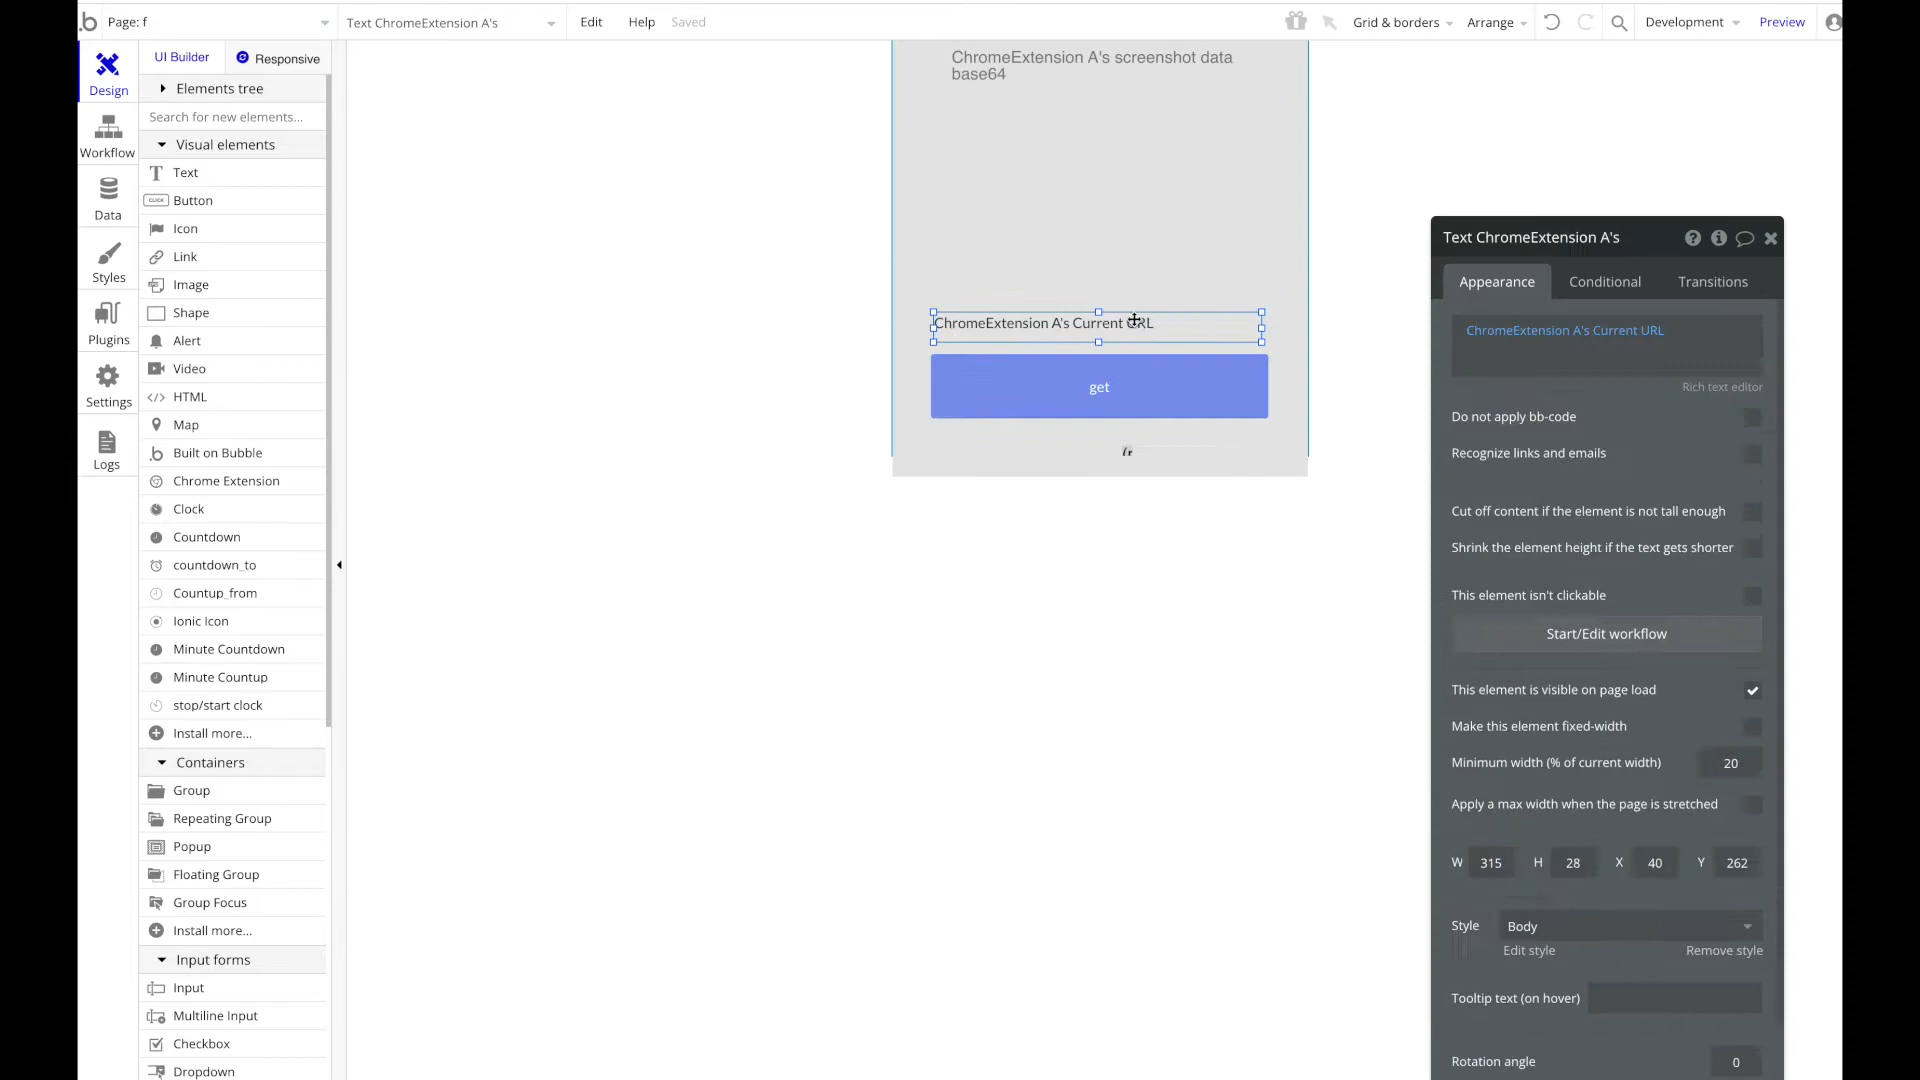 b
Page: f
Text ChromeExtension A's
Edit
Help
Saved
Grid & borders
Arrange
Development
Preview
Design
Workflow
Data
Styles
Plugins
Settings
Logs
UI Builder
Responsive
Elements tree
Search for new elements...
Visual elements
Text
CLICK
Button
Icon
Link
Image
Shape
Alert
Video
HTML
Map
Built on Bubble
Chrome Extension
Clock
Countdown
countdown_to
Countup_from
Ionic Icon
Minute Countdown
Minute Countup
stop/start clock
Install more...
Containers
Group
Repeating Group
Popup
Floating Group
Group Focus
Install more...
Input forms
Input
Multiline Input
Checkbox
Dropdown
ChromeExtension A's screenshot data
base64
ChromeExtension A's Current URL
get
Text ChromeExtension A's
Appearance
Conditional
Transitions
ChromeExtension A's Current URL
Rich text editor
Do not apply bb-code
Recognize links and emails
Cut off content if the element is not tall enough
Shrink the element height if the text gets shorter
This element isn't clickable
Start/Edit workflow
This element is visible on page load
Make this element fixed-width
Minimum width (% of current width) 20
Apply a max width when the page is stretched
W 315 H 28 X 40 Y 262
Style Body
Edit style
Remove style
Tooltip text (on hover)
Rotation angle 0